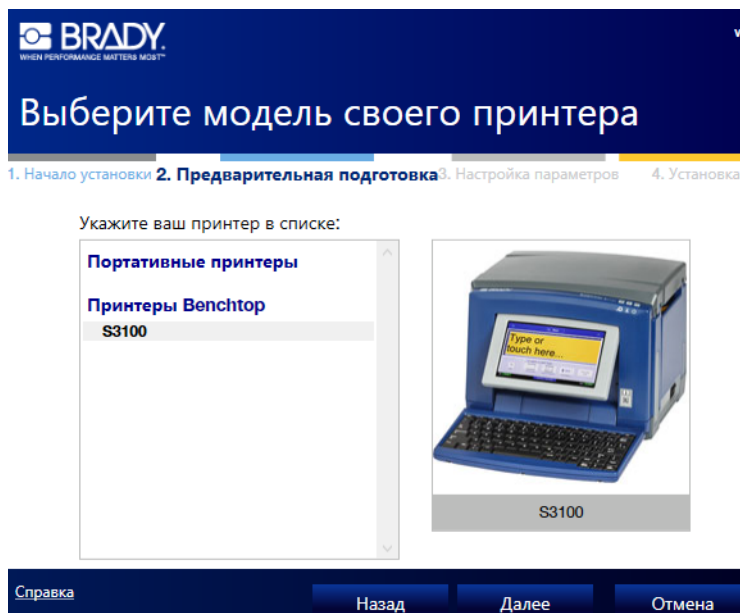 BRADY.
WHEN PERFORMANCE MATTERS MOST™
Выберите модель своего принтера
1. Начало установки 2. Предварительная подготовка 3. Настройка параметров 4. Установка
Укажите ваш принтер в списке:
Портативные принтеры
Принтеры Benchtop
S3100
Type or
touch here...
S3100
Справка
Назад
Далее
Отмена